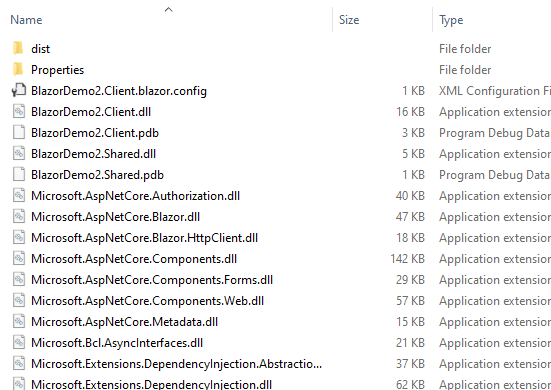 Name Size Type
dist File folder
Properties File folder
BlazorDemo2.Client.blazor.config 1 KB XML Configuration Fi
BlazorDemo2.Client.dll 16 KB Application extension
BlazorDemo2.Client.pdb 3 KB Program Debug Data
BlazorDemo2.Shared.dll 5 KB Application extension
BlazorDemo2.Shared.pdb 1 KB Program Debug Data
Microsoft.AspNetCore.Authorization.dll 40 KB Application extension
Microsoft.AspNetCore.Blazor.dll 47 KB Application extension
Microsoft.AspNetCore.Blazor.HttpClient.dll 18 KB Application extension
Microsoft.AspNetCore.Components.dll 142 KB Application extension
Microsoft.AspNetCore.Components.Forms.dll 29 KB Application extension
Microsoft.AspNetCore.Components.Web.dll 57 KB Application extension
Microsoft.AspNetCore.Metadata.dll 15 KB Application extension
Microsoft.Bcl.AsyncInterfaces.dll 21 KB Application extension
Microsoft.Extensions.DependencyInjection.Abstractio... 37 KB Application extension
Microsoft.Extensions.DependencyInjection.dll 62 KB Application extension